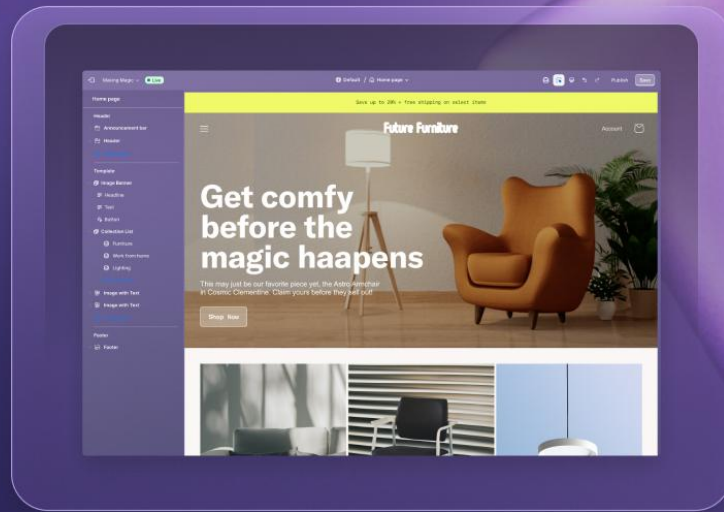 Making Magic
Live
Default / Home page
Publish
Save
Home page
Header
Announcement bar
Header
Template
Image Banner
Headline
Text
Button
Collection List
Furniture
Work from home
Lighting
Image with Text
Image with Text
Footer
Footer
Save up to 20% + free shipping on select items
Future Furniture
Account
Get comfy
before the
magic haapens
This may just be our favorite piece yet, the Astro Armchair
in Cosmic Clementine. Claim yours before they sell out!
Shop Now